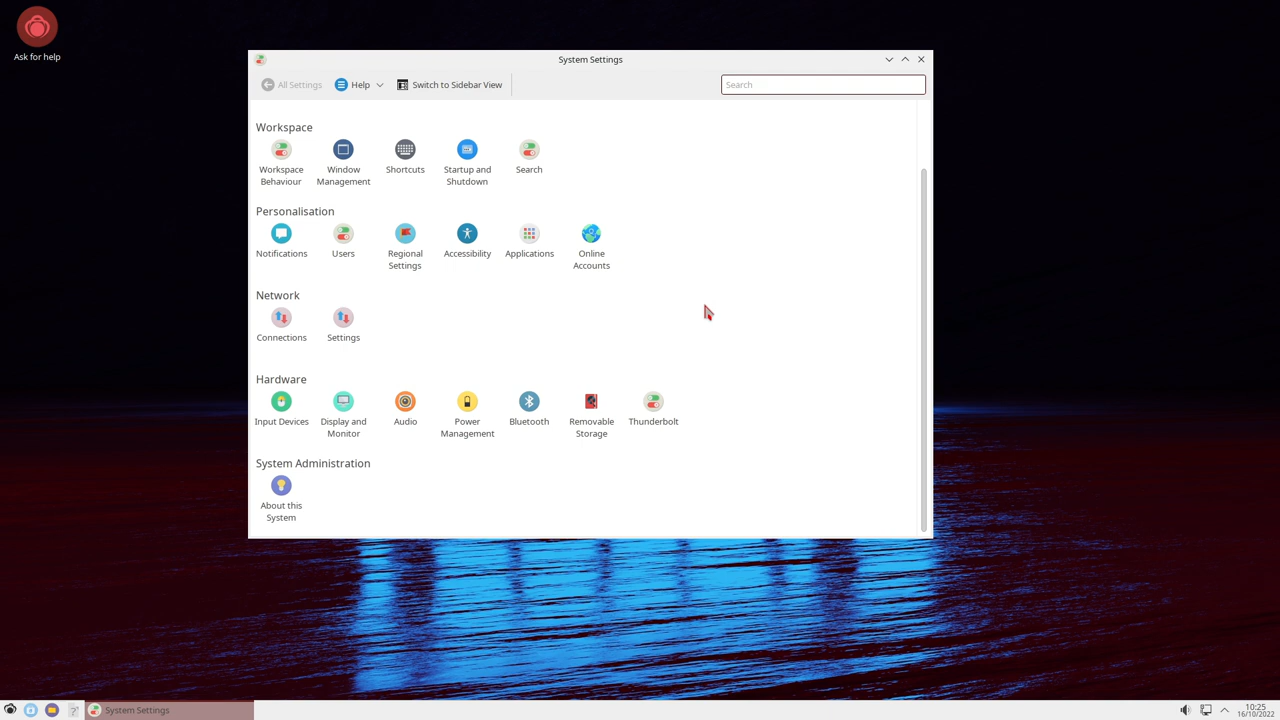 Ask for help
System Settings
All Settings
Help
Switch to Sidebar View
Search
Workspace
Workspace
Behaviour
Window
Management
Shortcuts
Startup and
Shutdown
Search
Personalisation
Notifications
Users
Regional
Settings
Accessibility
Applications
Online
Accounts
Network
Connections
Settings
Hardware
Input Devices
Display and
Monitor
Audio
Power
Management
Bluetooth
Removable
Storage
Thunderbolt
System Administration
About this
System
System Settings
10:25
16/10/2022